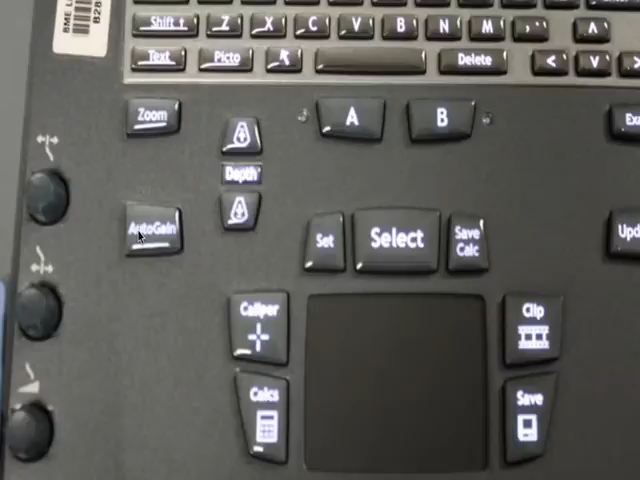 Shift
Z
X
C
V
B
N
M
Text
Picto
Delete
<
V
Zoom
A
B
Depth
AutoGain
Set
Select
Save
Calc
Caliper
Clip
Calcs
Save